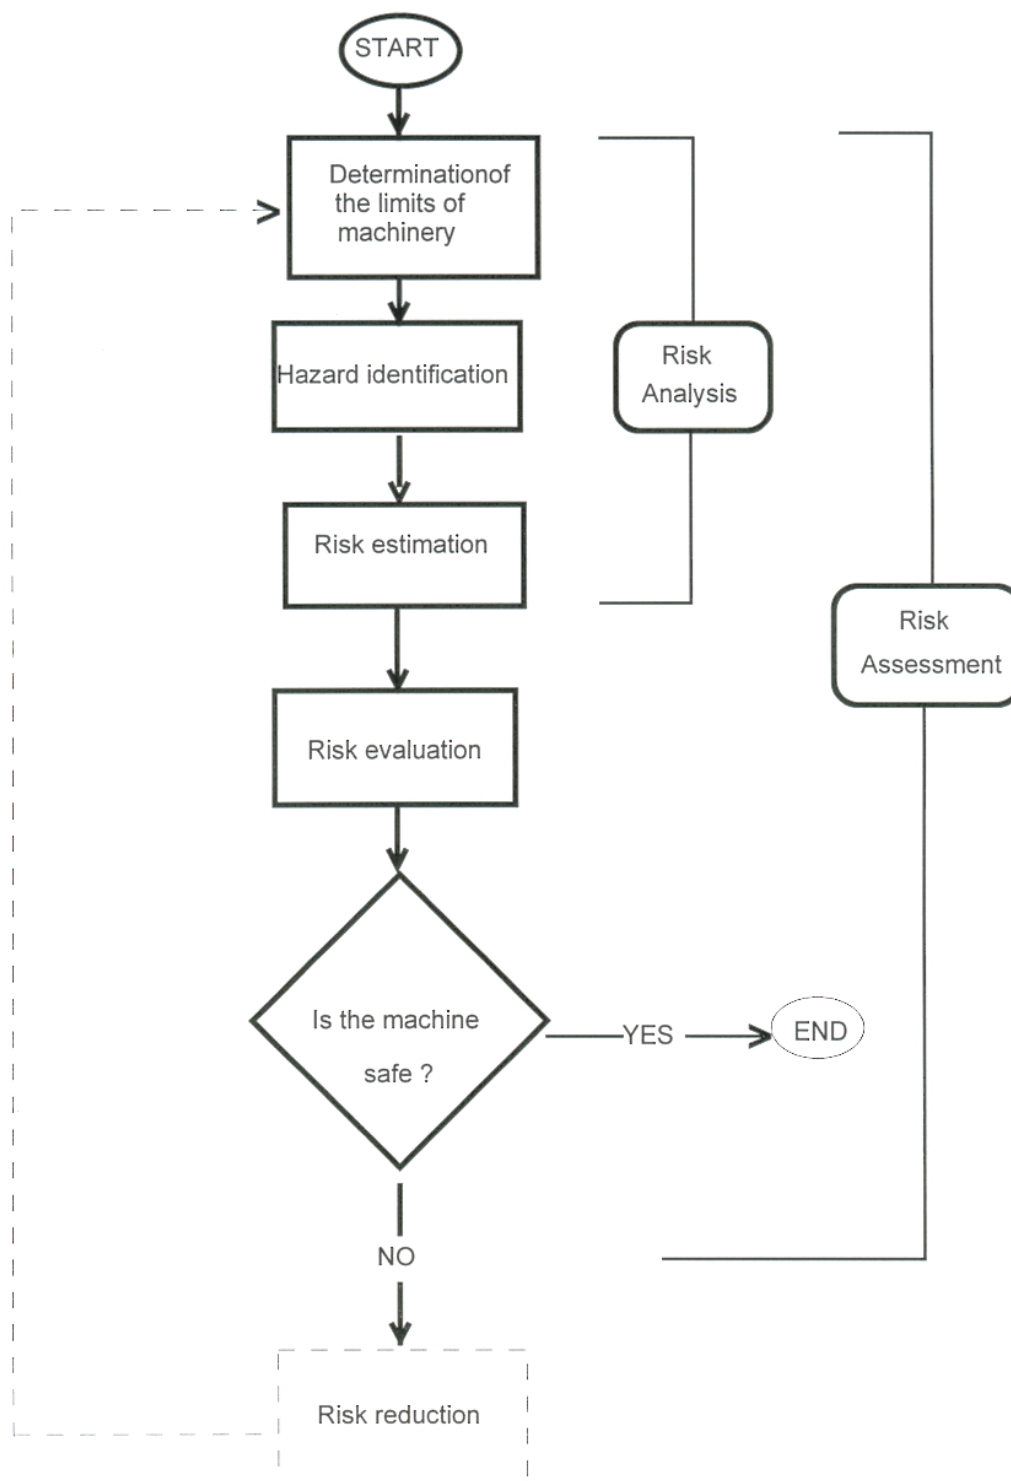 START
Determinationof
the limits of
machinery
Hazard identification
Risk
Analysis
Risk estimation
Risk
Assessment
Risk evaluation
Is the machine
safe ?
YES
END
NO
Risk reduction